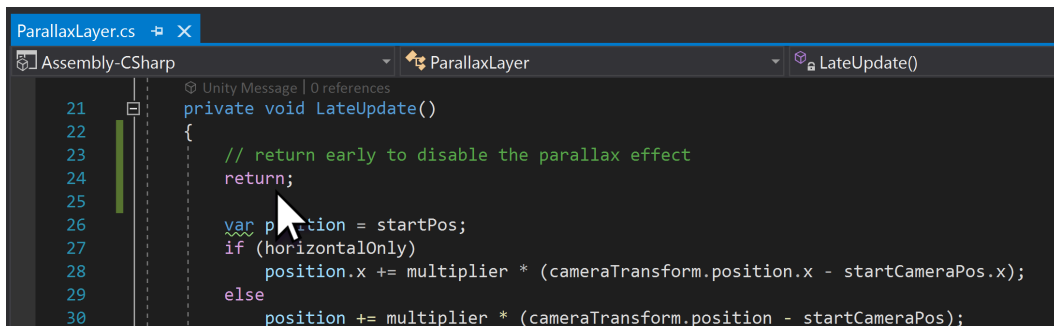 ParallaxLayer.cs
Assembly-CSharp ParallaxLayer LateUpdate()
Unity Message | 0 references
21 private void LateUpdate()
22 {
23 // return early to disable the parallax effect
24 return;
25
26 var position = startPos;
27 if (horizontalOnly)
28 position.x += multiplier * (cameraTransform.position.x - startCameraPos.x);
29 else
30 position += multiplier * (cameraTransform.position - startCameraPos);